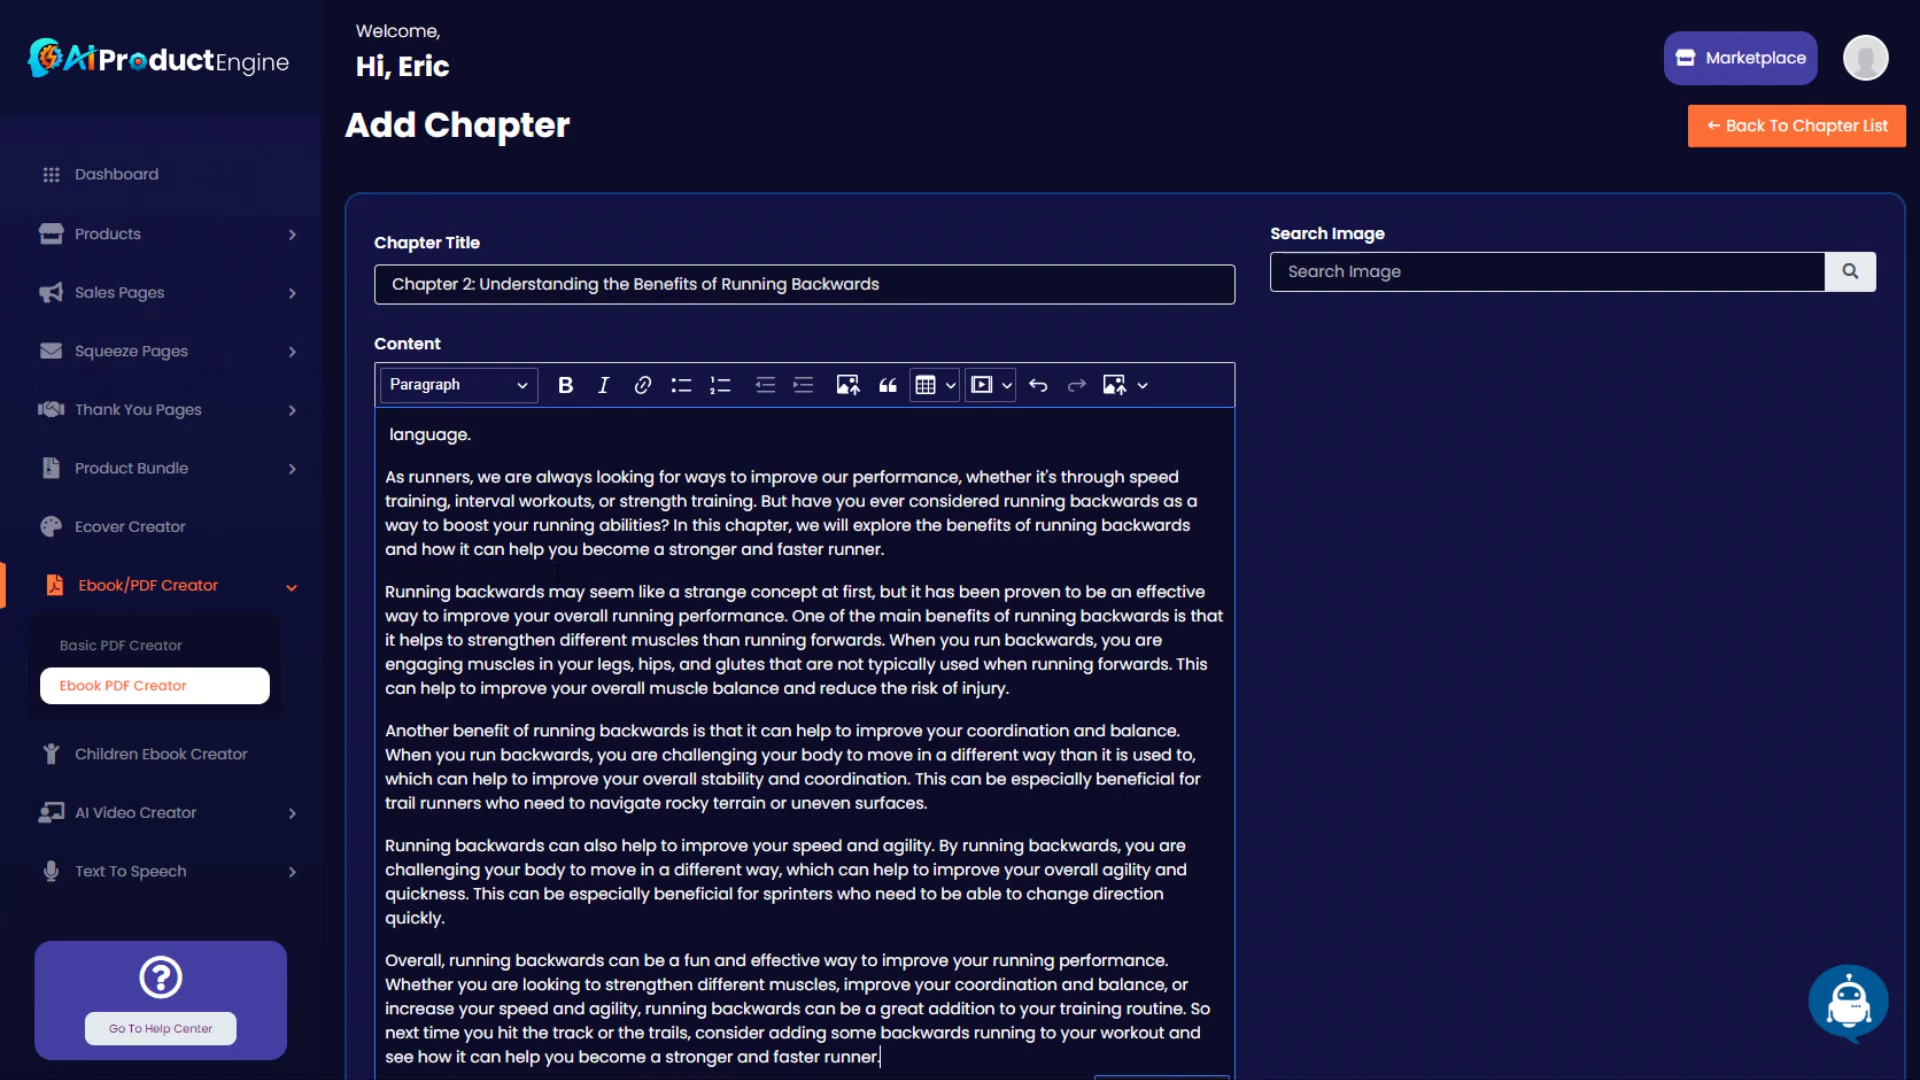 AiProductEngine
Welcome,
Hi, Eric
Marketplace
Add Chapter
← Back To Chapter List
Dashboard
Products
Sales Pages
Squeeze Pages
Thank You Pages
Product Bundle
Ecover Creator
Ebook/PDF Creator
Basic PDF Creator
Ebook PDF Creator
Children Ebook Creator
AI Video Creator
Text To Speech
Go To Help Center
Chapter Title
Chapter 2: Understanding the Benefits of Running Backwards
Content
Paragraph
language.
As runners, we are always looking for ways to improve our performance, whether it's through speed
training, interval workouts, or strength training. But have you ever considered running backwards as a
way to boost your running abilities? In this chapter, we will explore the benefits of running backwards
and how it can help you become a stronger and faster runner.
Running backwards may seem like a strange concept at first, but it has been proven to be an effective
way to improve your overall running performance. One of the main benefits of running backwards is that
it helps to strengthen different muscles than running forwards. When you run backwards, you are
engaging muscles in your legs, hips, and glutes that are not typically used when running forwards. This
can help to improve your overall muscle balance and reduce the risk of injury.
Another benefit of running backwards is that it can help to improve your coordination and balance.
When you run backwards, you are challenging your body to move in a different way than it is used to,
which can help to improve your overall stability and coordination. This can be especially beneficial for
trail runners who need to navigate rocky terrain or uneven surfaces.
Running backwards can also help to improve your speed and agility. By running backwards, you are
challenging your body to move in a different way, which can help to improve your overall agility and
quickness. This can be especially beneficial for sprinters who need to be able to change direction
quickly.
Overall, running backwards can be a fun and effective way to improve your running performance.
Whether you are looking to strengthen different muscles, improve your coordination and balance, or
increase your speed and agility, running backwards can be a great addition to your training routine. So
next time you hit the track or the trails, consider adding some backwards running to your workout and
see how it can help you become a stronger and faster runner.
Search Image
Search Image